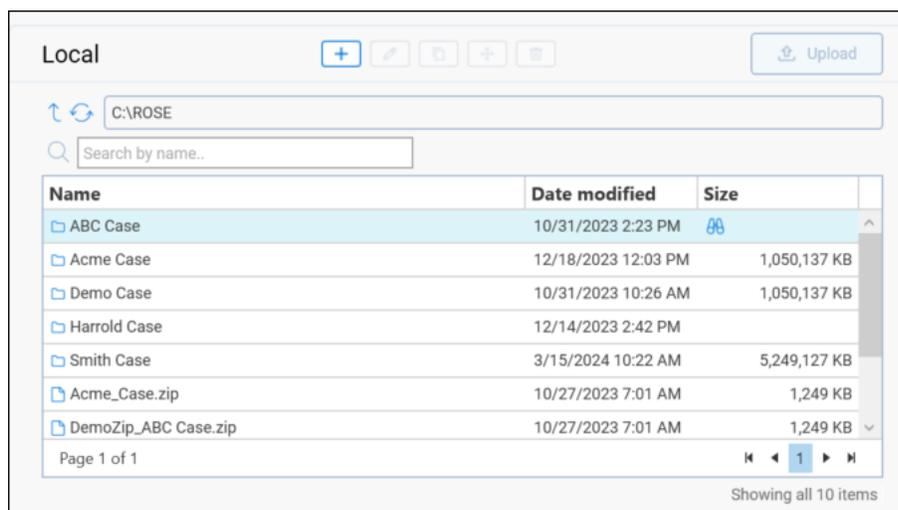 Local
Upload
C:\ROSE
Search by name..
Name Date modified Size
ABC Case 10/31/2023 2:23 PM
Acme Case 12/18/2023 12:03 PM 1,050,137 KB
Demo Case 10/31/2023 10:26 AM 1,050,137 KB
Harrold Case 12/14/2023 2:42 PM
Smith Case 3/15/2024 10:22 AM 5,249,127 KB
Acme_Case.zip 10/27/2023 7:01 AM 1,249 KB
DemoZip_ABC Case.zip 10/27/2023 7:01 AM 1,249 KB
Page 1 of 1 1
Showing all 10 items